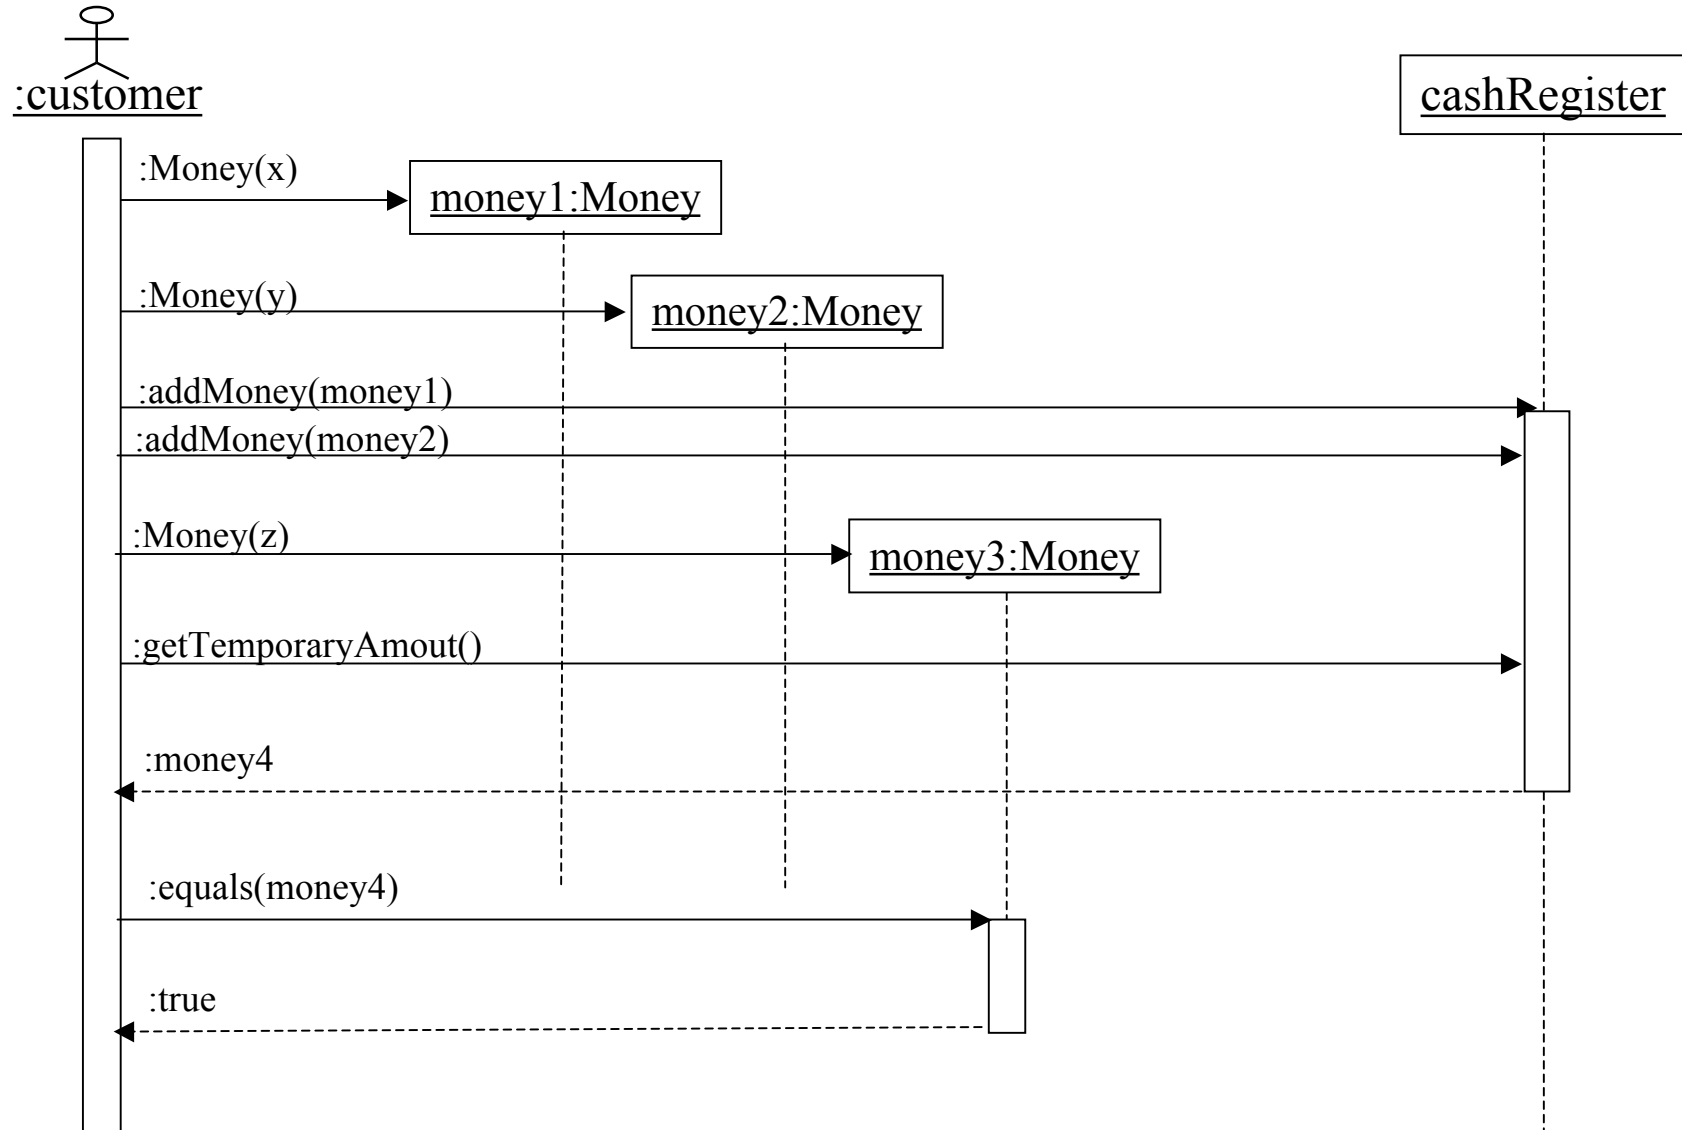 :customer
cashRegister
:Money(x)
money1:Money
:Money(y)
money2:Money
:addMoney(money1)
:addMoney(money2)
:Money(z)
money3:Money
:getTemporaryAmout()
:money4
:equals(money4)
:true